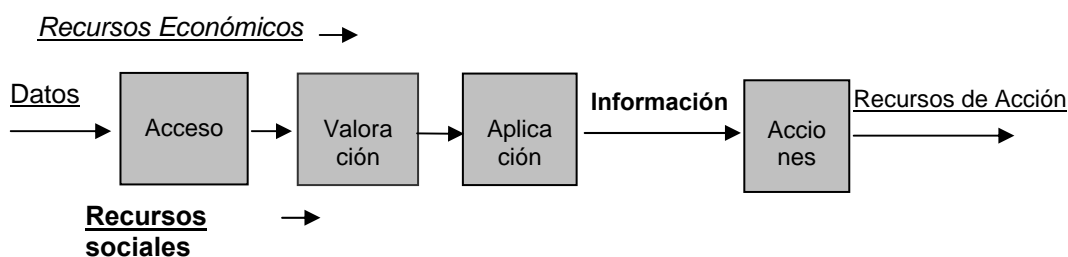 Recursos Económicos
Datos
Acceso
Valora
ción
Aplica
ción
Información
Accio
nes
Recursos de Acción
Recursos
sociales